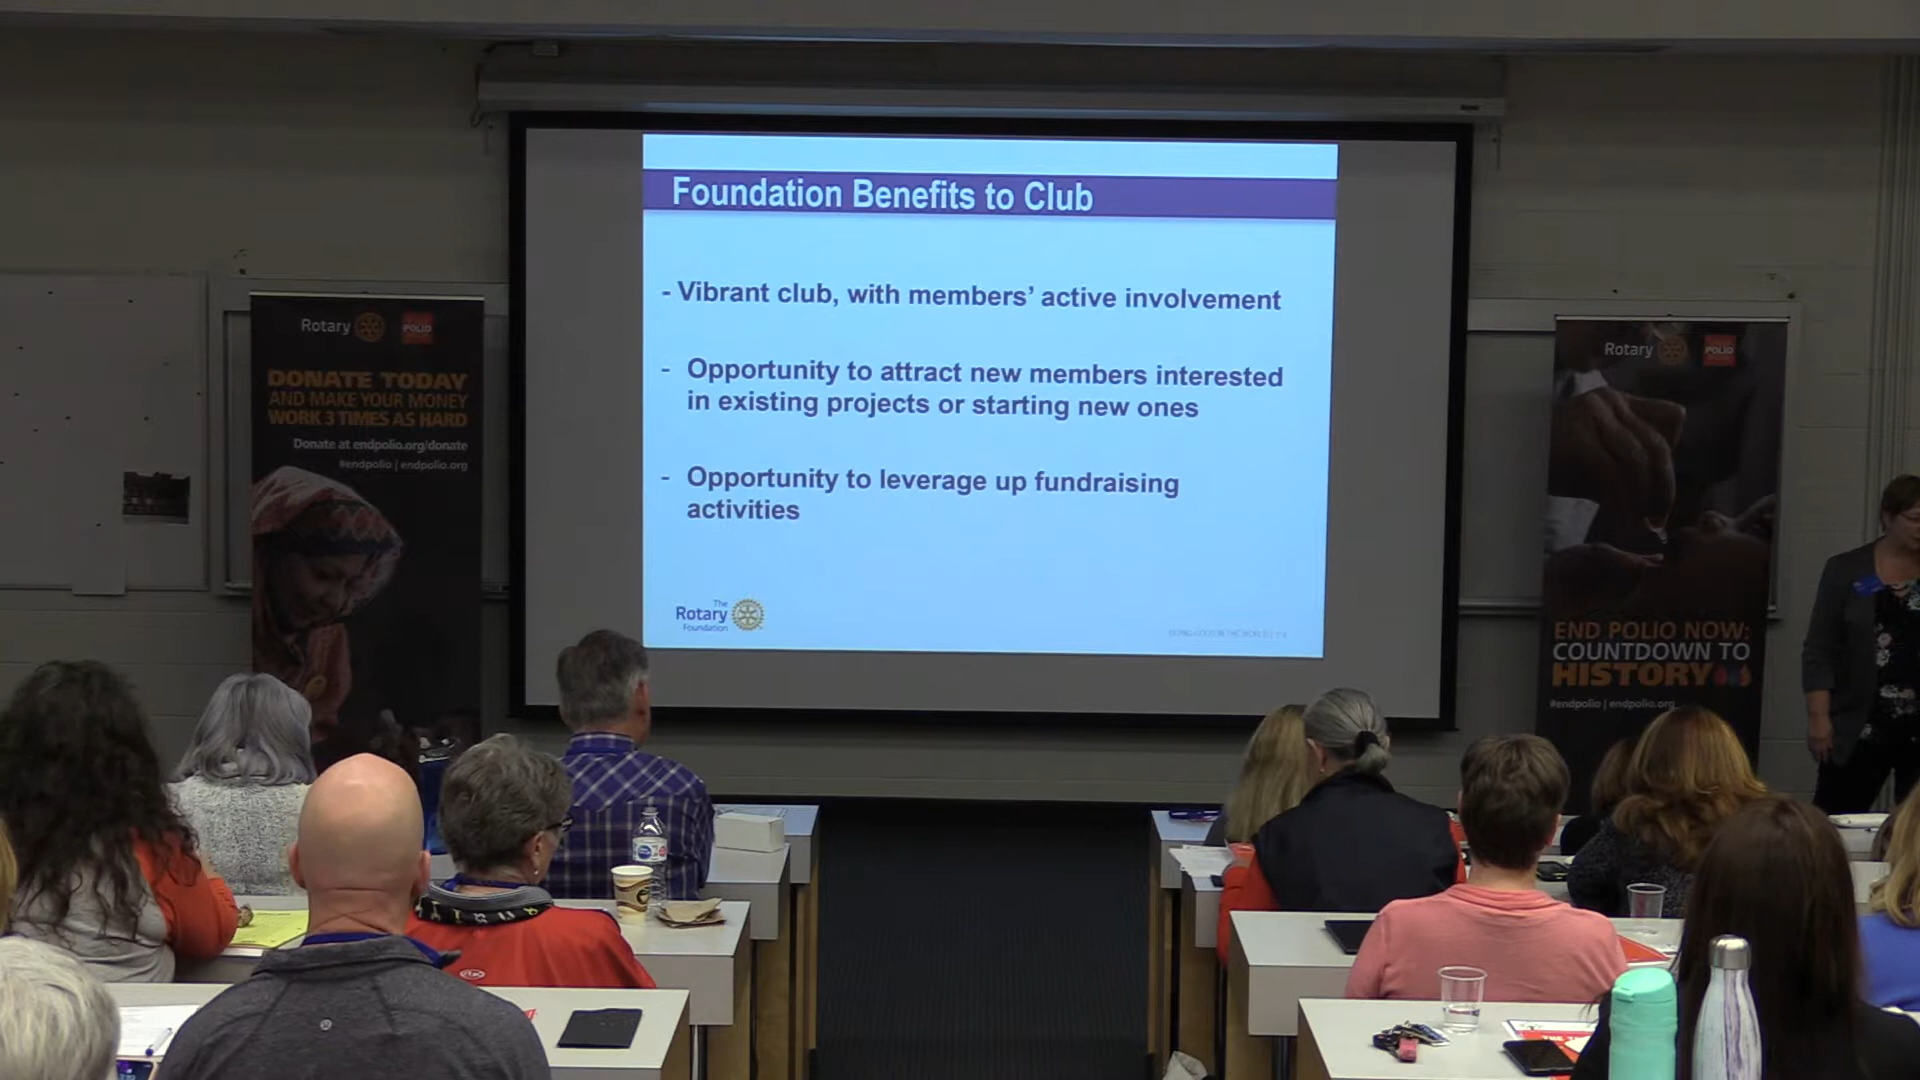 Foundation Benefits to Club
- Vibrant club, with members' active involvement
- Opportunity to attract new members interested
in existing projects or starting new ones
- Opportunity to leverage up fundraising
activities
The
Rotary
Foundation
Rotary
POLIO
DONATE TODAY
AND MAKE YOUR MONEY
WORK 3 TIMES AS HARD
Donate at endpolio.org/donate
#endpolio | endpolio.org
Rotary
POLIO
END POLIO NOW:
COUNTDOWN TO
HISTORY
#endpolio | endpolio.org